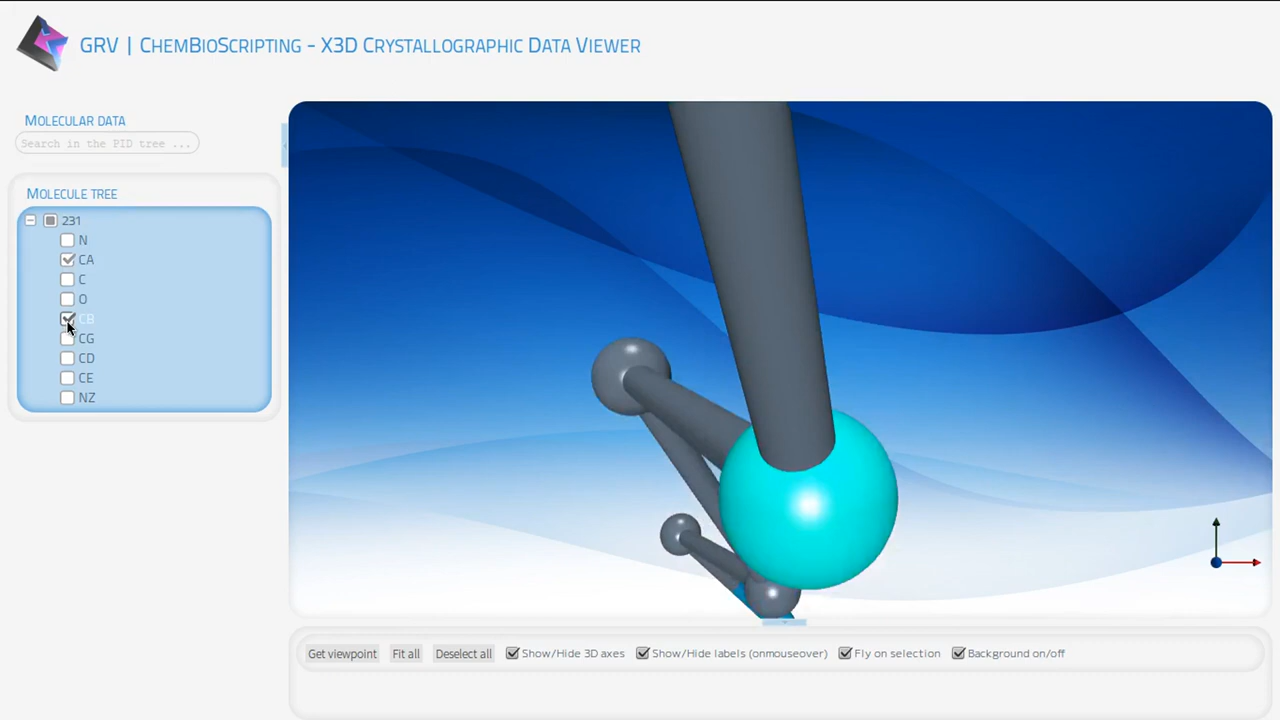 GRV | ChemBioScripting - X3D Crystallographic Data Viewer
Molecular data
Search in the PID tree ...
Molecule tree
231
N
CA
C
O
CB
CG
CD
CE
NZ
Get viewpoint Fit all Deselect all Show/Hide 3D axes Show/Hide labels (onmouseover) Fly on selection Background on/off